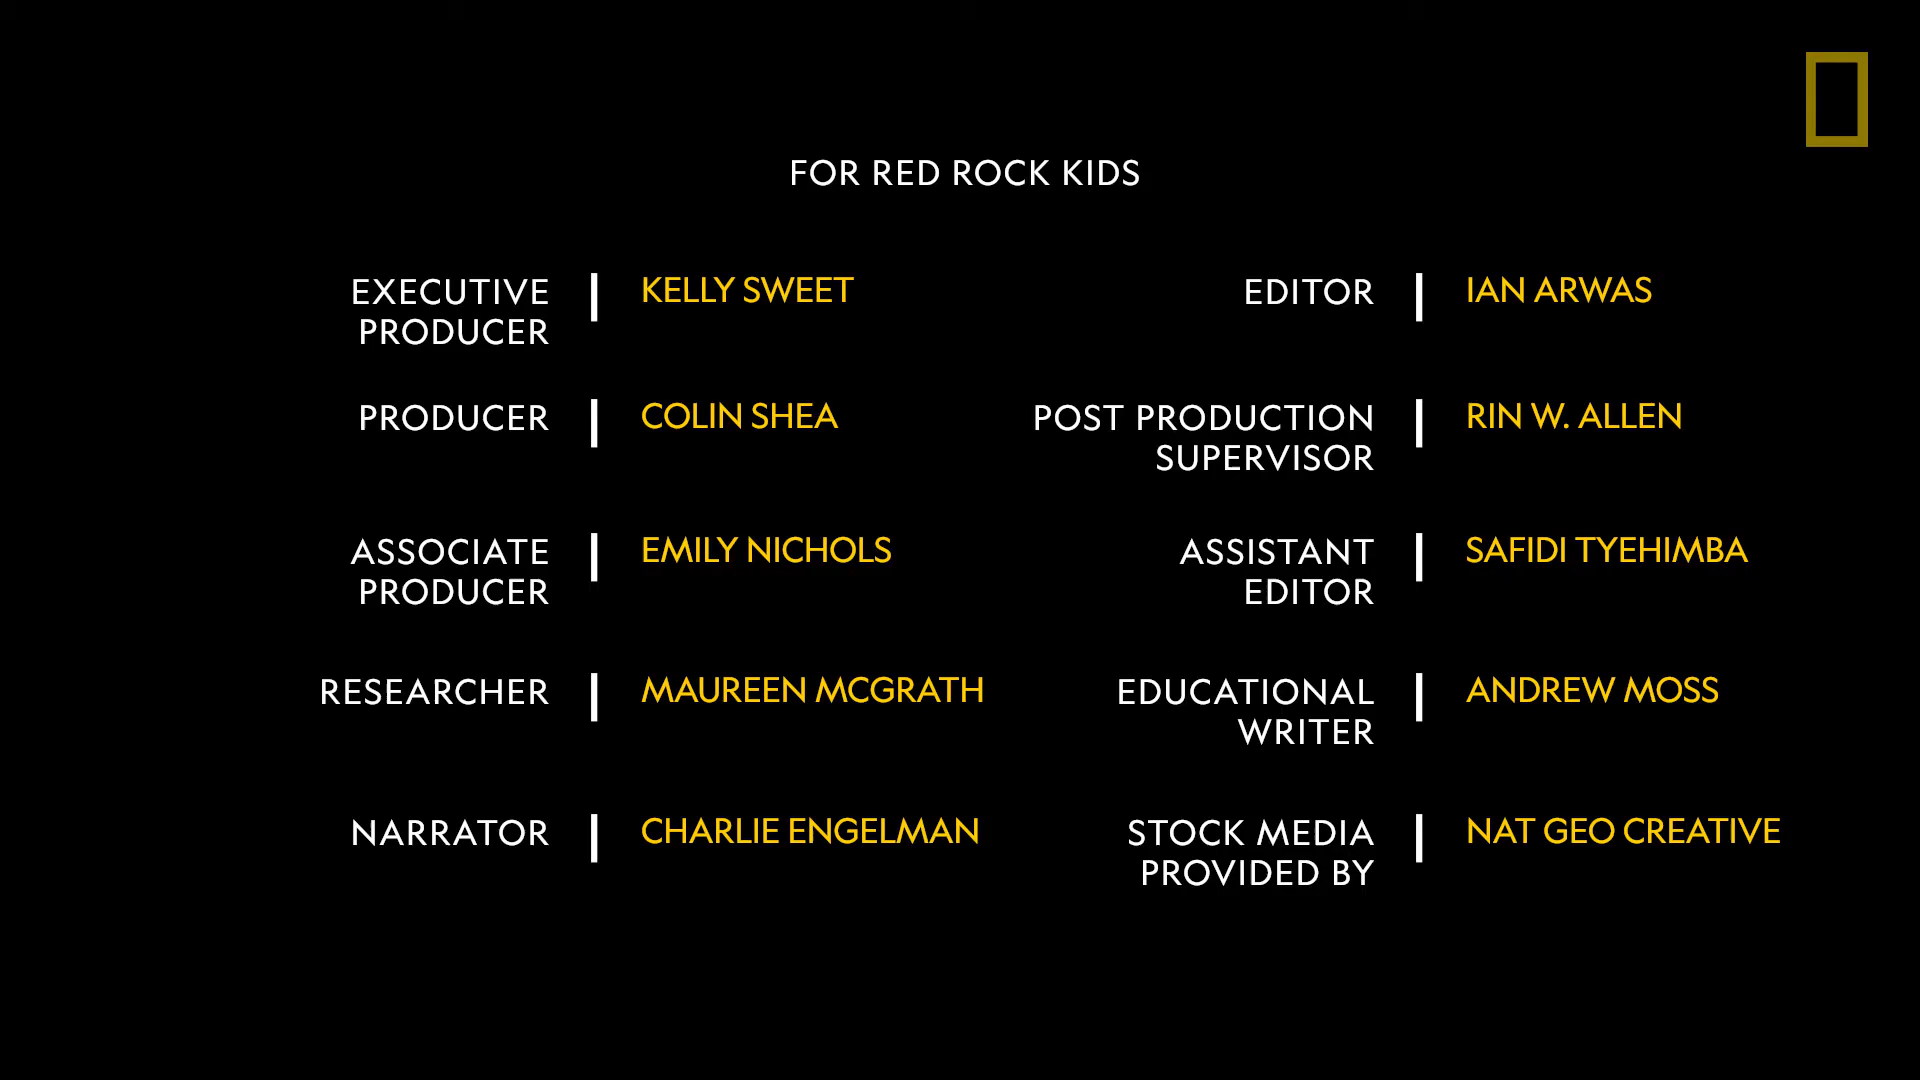 FOR RED ROCK KIDS
EXECUTIVE
PRODUCER
KELLY SWEET
PRODUCER
COLIN SHEA
ASSOCIATE
PRODUCER
EMILY NICHOLS
RESEARCHER
MAUREEN MCGRATH
NARRATOR
CHARLIE ENGELMAN
EDITOR
IAN ARWAS
POST PRODUCTION
SUPERVISOR
RIN W. ALLEN
ASSISTANT
EDITOR
SAFIDI TYEHIMBA
EDUCATIONAL
WRITER
ANDREW MOSS
STOCK MEDIA
PROVIDED BY
NAT GEO CREATIVE